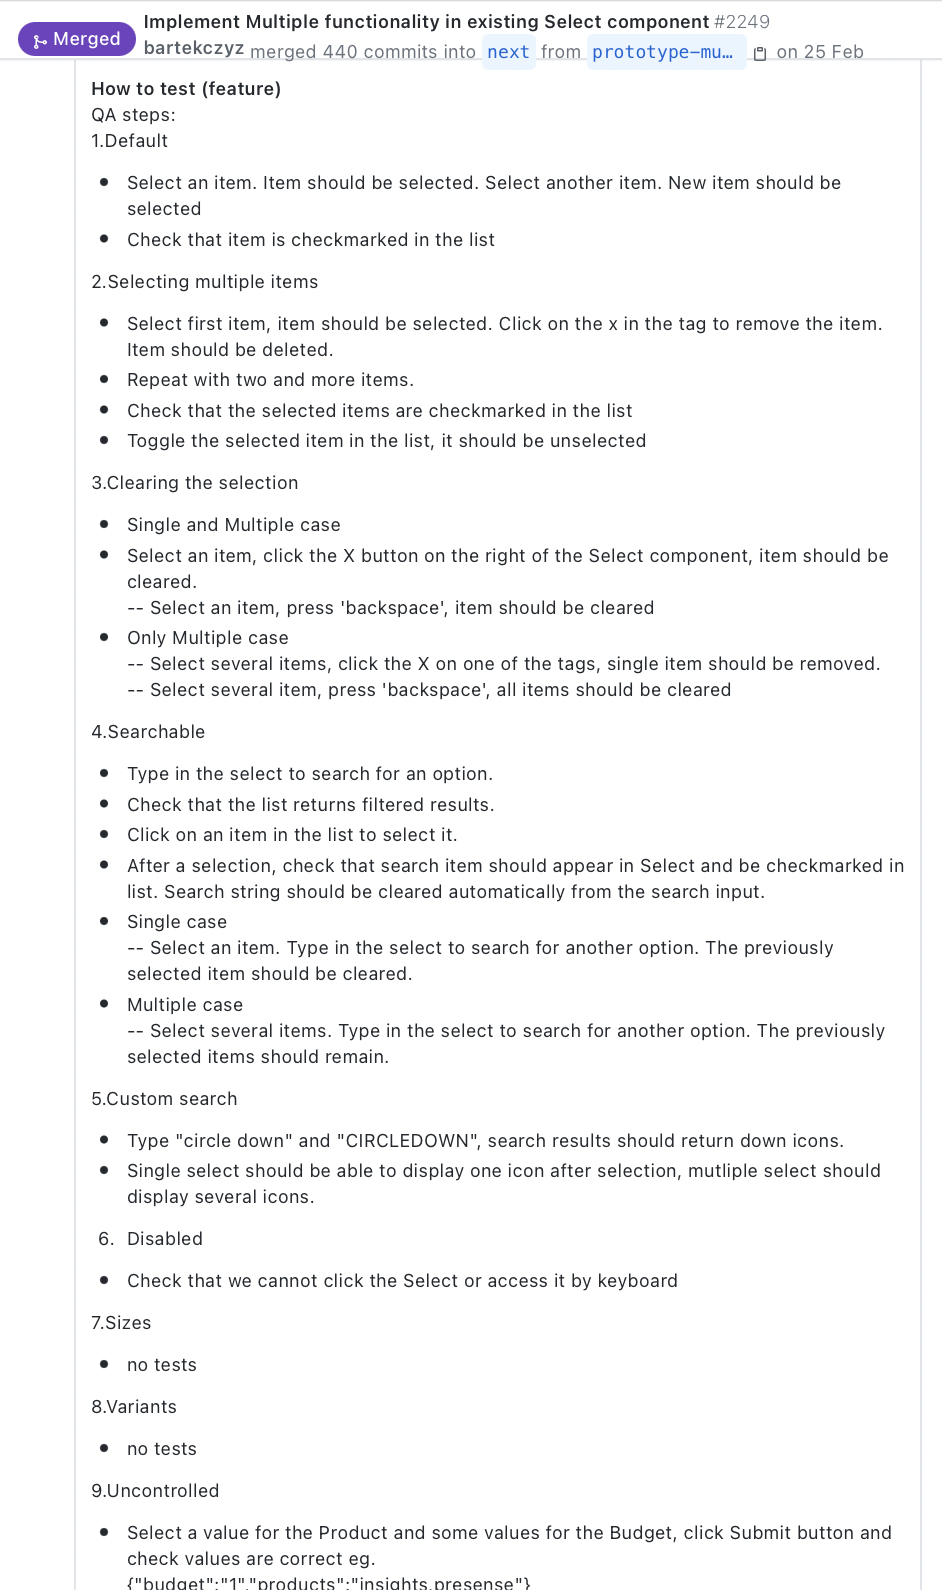 Merged
Implement Multiple functionality in existing Select component #2249
bartekczyz merged 440 commits into next from prototype-mu… on 25 Feb
How to test (feature)
QA steps:
1.Default
Select an item. Item should be selected. Select another item. New item should be
selected
Check that item is checkmarked in the list
2.Selecting multiple items
Select first item, item should be selected. Click on the x in the tag to remove the item.
Item should be deleted.
Repeat with two and more items.
Check that the selected items are checkmarked in the list
Toggle the selected item in the list, it should be unselected
3.Clearing the selection
Single and Multiple case
Select an item, click the X button on the right of the Select component, item should be
cleared.
-- Select an item, press 'backspace', item should be cleared
Only Multiple case
-- Select several items, click the X on one of the tags, single item should be removed.
-- Select several item, press 'backspace', all items should be cleared
4.Searchable
Type in the select to search for an option.
Check that the list returns filtered results.
Click on an item in the list to select it.
After a selection, check that search item should appear in Select and be checkmarked in
list. Search string should be cleared automatically from the search input.
Single case
-- Select an item. Type in the select to search for another option. The previously
selected item should be cleared.
Multiple case
-- Select several items. Type in the select to search for another option. The previously
selected items should remain.
5.Custom search
Type "circle down" and "CIRCLEDOWN", search results should return down icons.
Single select should be able to display one icon after selection, mutliple select should
display several icons.
6. Disabled
Check that we cannot click the Select or access it by keyboard
7.Sizes
no tests
8.Variants
no tests
9.Uncontrolled
Select a value for the Product and some values for the Budget, click Submit button and
check values are correct eg.
{"budget":"1","products":"insights,presense"}